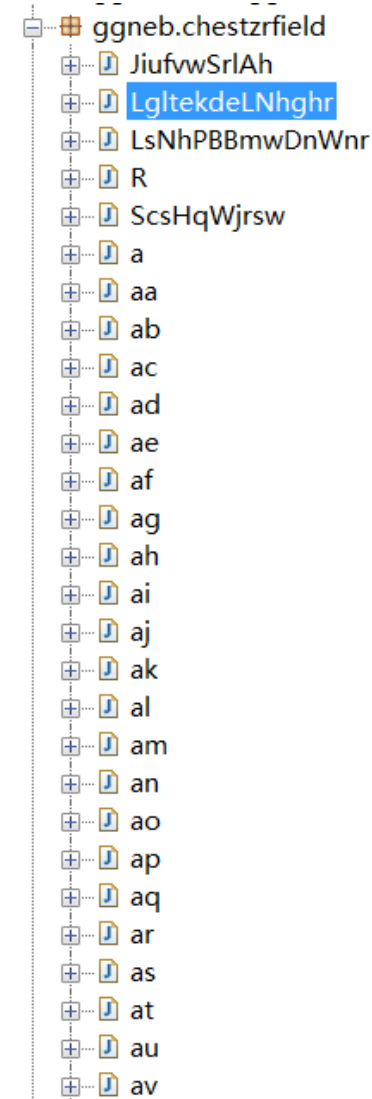 ggneb.chestzrfield
JiufvwSrlAh
LgltekdeLNhghr
LsNhPBBmwDnWnr
R
ScsHqWjrsw
a
aa
ab
ac
ad
ae
af
ag
ah
ai
aj
ak
al
am
an
ao
ap
aq
ar
as
at
au
av